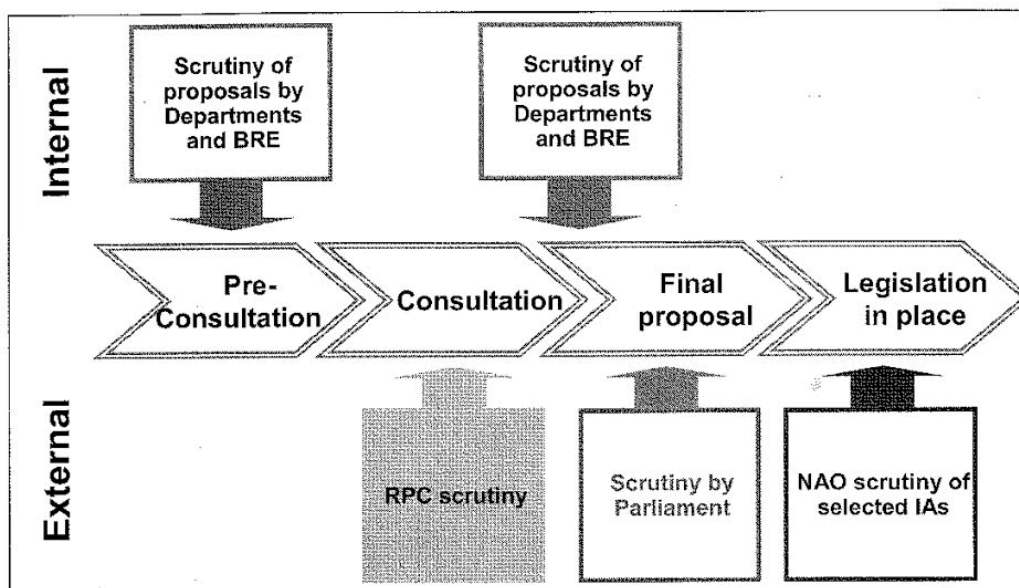 Internal
Scrutiny of
proposals by
Departments
and BRE
Scrutiny of
proposals by
Departments
and BRE
Pre-
Consultation
Consultation
Final
proposal
Legislation
in place
External
RPC scrutiny
Scrutiny by
Parliament
NAO scrutiny of
selected IAs